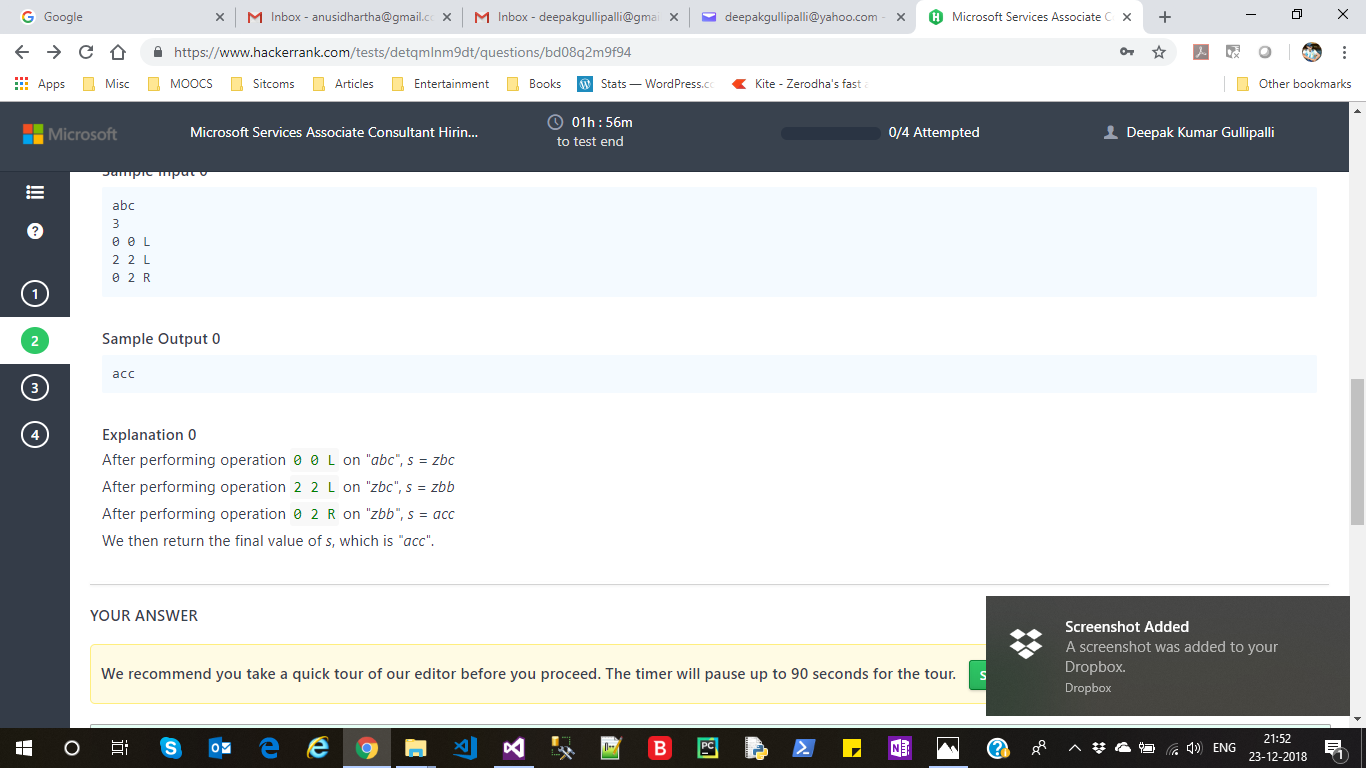 Google
Inbox - anusidhartha@gmail.c
Inbox - deepakgullipalli@gmai
deepakgullipalli@yahoo.com -
Microsoft Services Associate C
https://www.hackerrank.com/tests/detqmlnm9dt/questions/bd08q2m9f94
Apps Misc MOOCS Sitcoms Articles Entertainment Books Stats — WordPress.c Kite - Zerodha's fast a Other bookmarks
Microsoft
Microsoft Services Associate Consultant Hirin...
01h : 56m
to test end
0/4 Attempted
Deepak Kumar Gullipalli
Sample Input 0
abc
3
0 0 L
2 2 L
0 2 R
1
2
3
4
Sample Output 0
acc
Explanation 0
After performing operation 0 0 L on "abc", s = zbc
After performing operation 2 2 L on "zbc", s = zbb
After performing operation 0 2 R on "zbb", s = acc
We then return the final value of s, which is "acc".
YOUR ANSWER
We recommend you take a quick tour of our editor before you proceed. The timer will pause up to 90 seconds for the tour. S
Screenshot Added
A screenshot was added to your
Dropbox.
Dropbox
ENG
21:52
23-12-2018
1